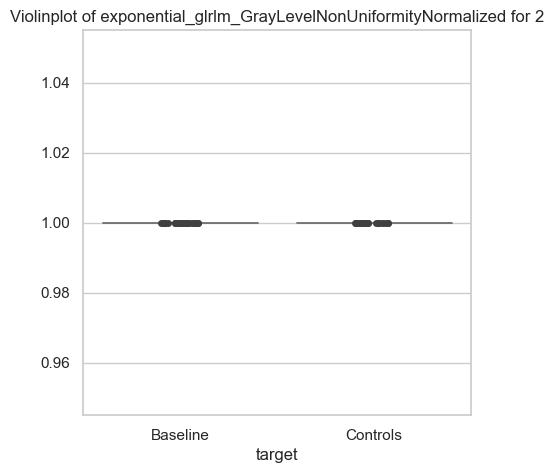 Violinplot of exponential_glrlm_GrayLevelNonUniformityNormalized for 2
1.04
1.02
1.00
0.98
0.96
Baseline
Controls
target